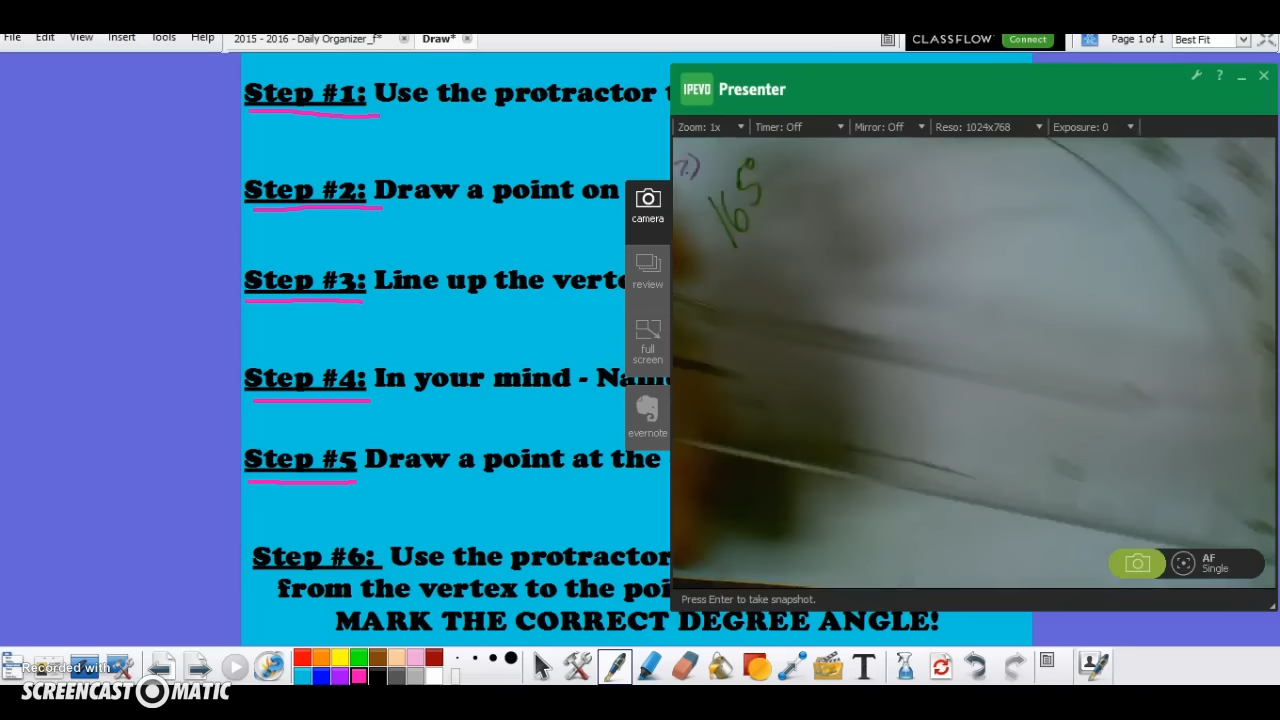 File Edit View Insert Tools Help
2015 - 2016 - Daily Organizer_f*
Draw*
CLASSFLOW Connect
Page 1 of 1 Best Fit
Step #1: Use the protractor
Step #2: Draw a point on
Step #3: Line up the verte
Step #4: In your mind - Name
Step #5 Draw a point at the
Step #6: Use the protractor
from the vertex to the poi
MARK THE CORRECT DEGREE ANGLE!
IPEVO Presenter
Zoom: 1x Timer: Off Mirror: Off Reso: 1024x768 Exposure: 0
camera
review
full
screen
evernote
7.)
165°
AF
Single
Press Enter to take snapshot.
T
Recorded with
SCREENCAST-O-MATIC